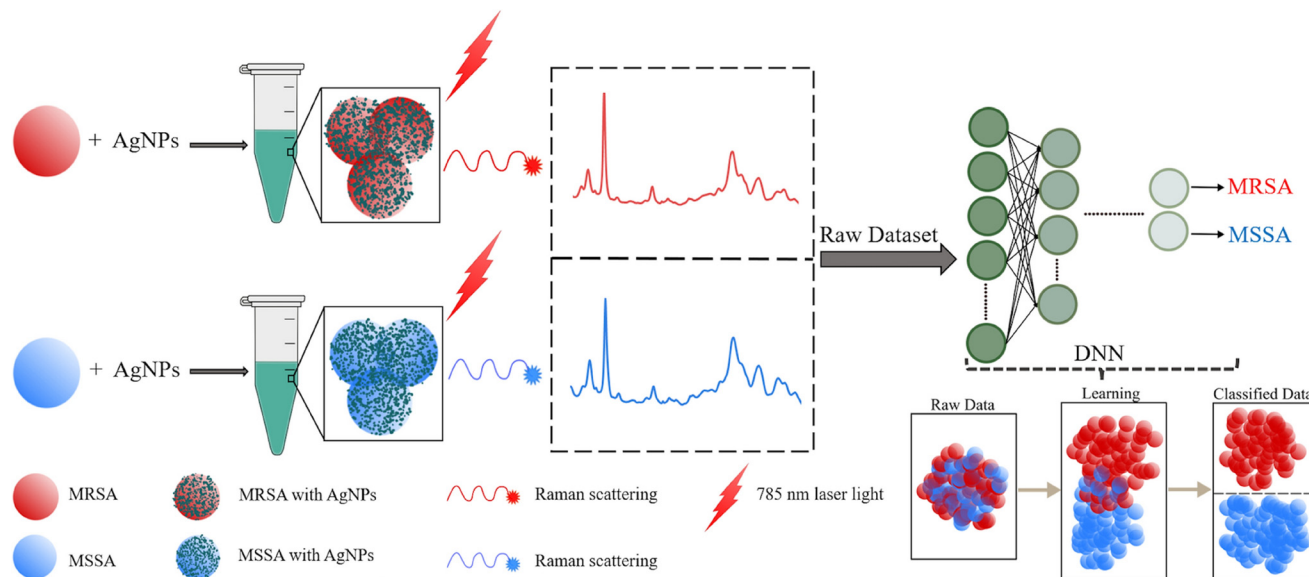 + AgNPs
Raw Dataset
MRSA
MSSA
+ AgNPs
DNN
Raw Data
Learning
Classified Data
MRSA
MRSA with AgNPs
Raman scattering
785 nm laser light
MSSA
MSSA with AgNPs
Raman scattering